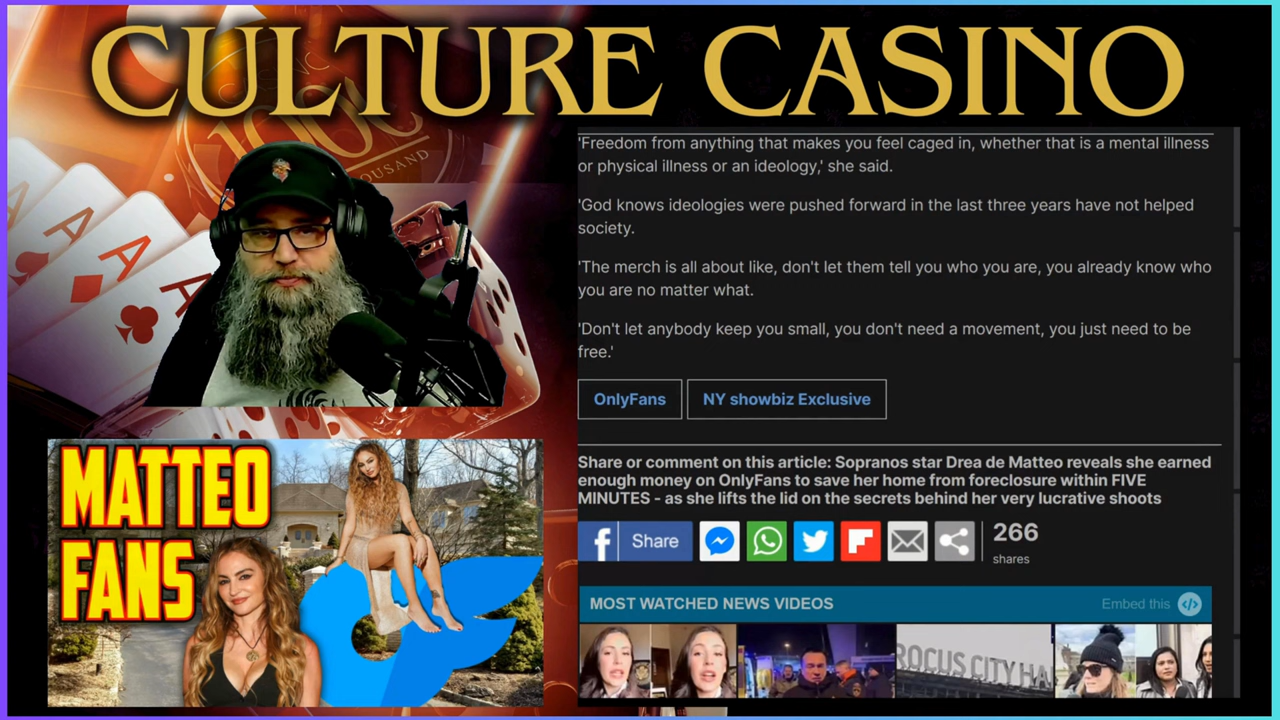 CULTURE CASINO
1000
THOUSAND
A
A
A
'Freedom from anything that makes you feel caged in, whether that is a mental illness
or physical illness or an ideology,' she said.
'God knows ideologies were pushed forward in the last three years have not helped
society.
'The merch is all about like, don't let them tell you who you are, you already know who
you are no matter what.
'Don't let anybody keep you small, you don't need a movement, you just need to be
free.'
OnlyFans
NY showbiz Exclusive
Share or comment on this article: Sopranos star Drea de Matteo reveals she earned
enough money on OnlyFans to save her home from foreclosure within FIVE
MINUTES - as she lifts the lid on the secrets behind her very lucrative shoots
f Share
266
shares
MOST WATCHED NEWS VIDEOS
Embed this
ROCUS CITY HA
MATTEO
FANS